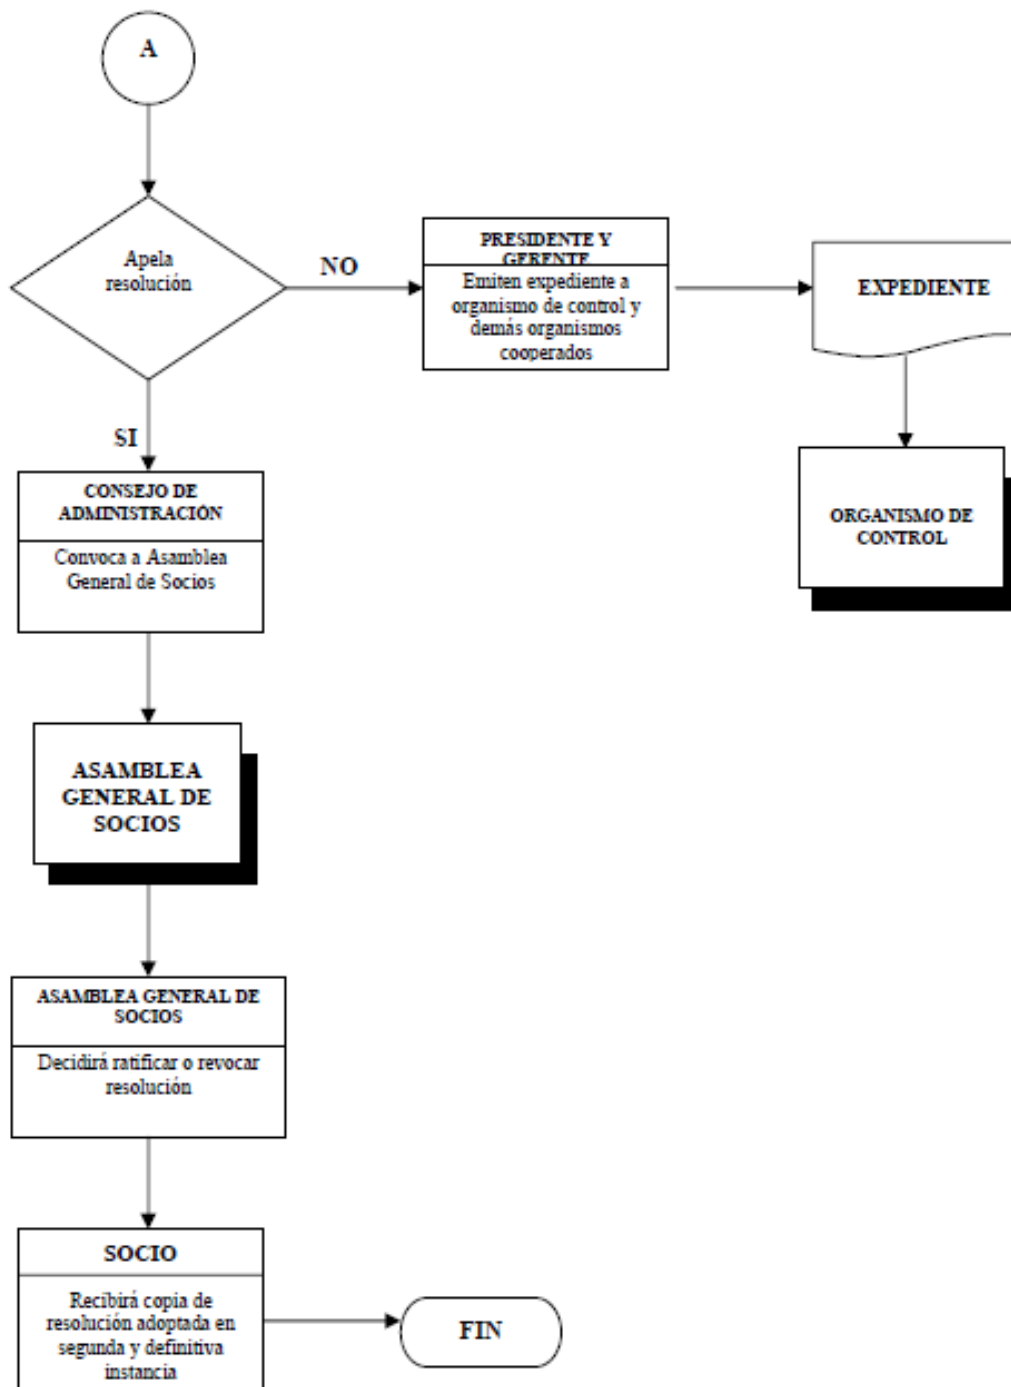 A
Apela
resolución
NO
PRESIDENTE Y
GERENTE
Emiten expediente a
organismo de control y
demás organismos
cooperados
EXPEDIENTE
ORGANISMO DE
CONTROL
SI
CONSEJO DE
ADMINISTRACIÓN
Convoca a Asamblea
General de Socios
ASAMBLEA
GENERAL DE
SOCIOS
ASAMBLEA GENERAL DE
SOCIOS
Decidirá ratificar o revocar
resolución
SOCIO
Recibirá copia de
resolución adoptada en
segunda y definitiva
instancia
FIN